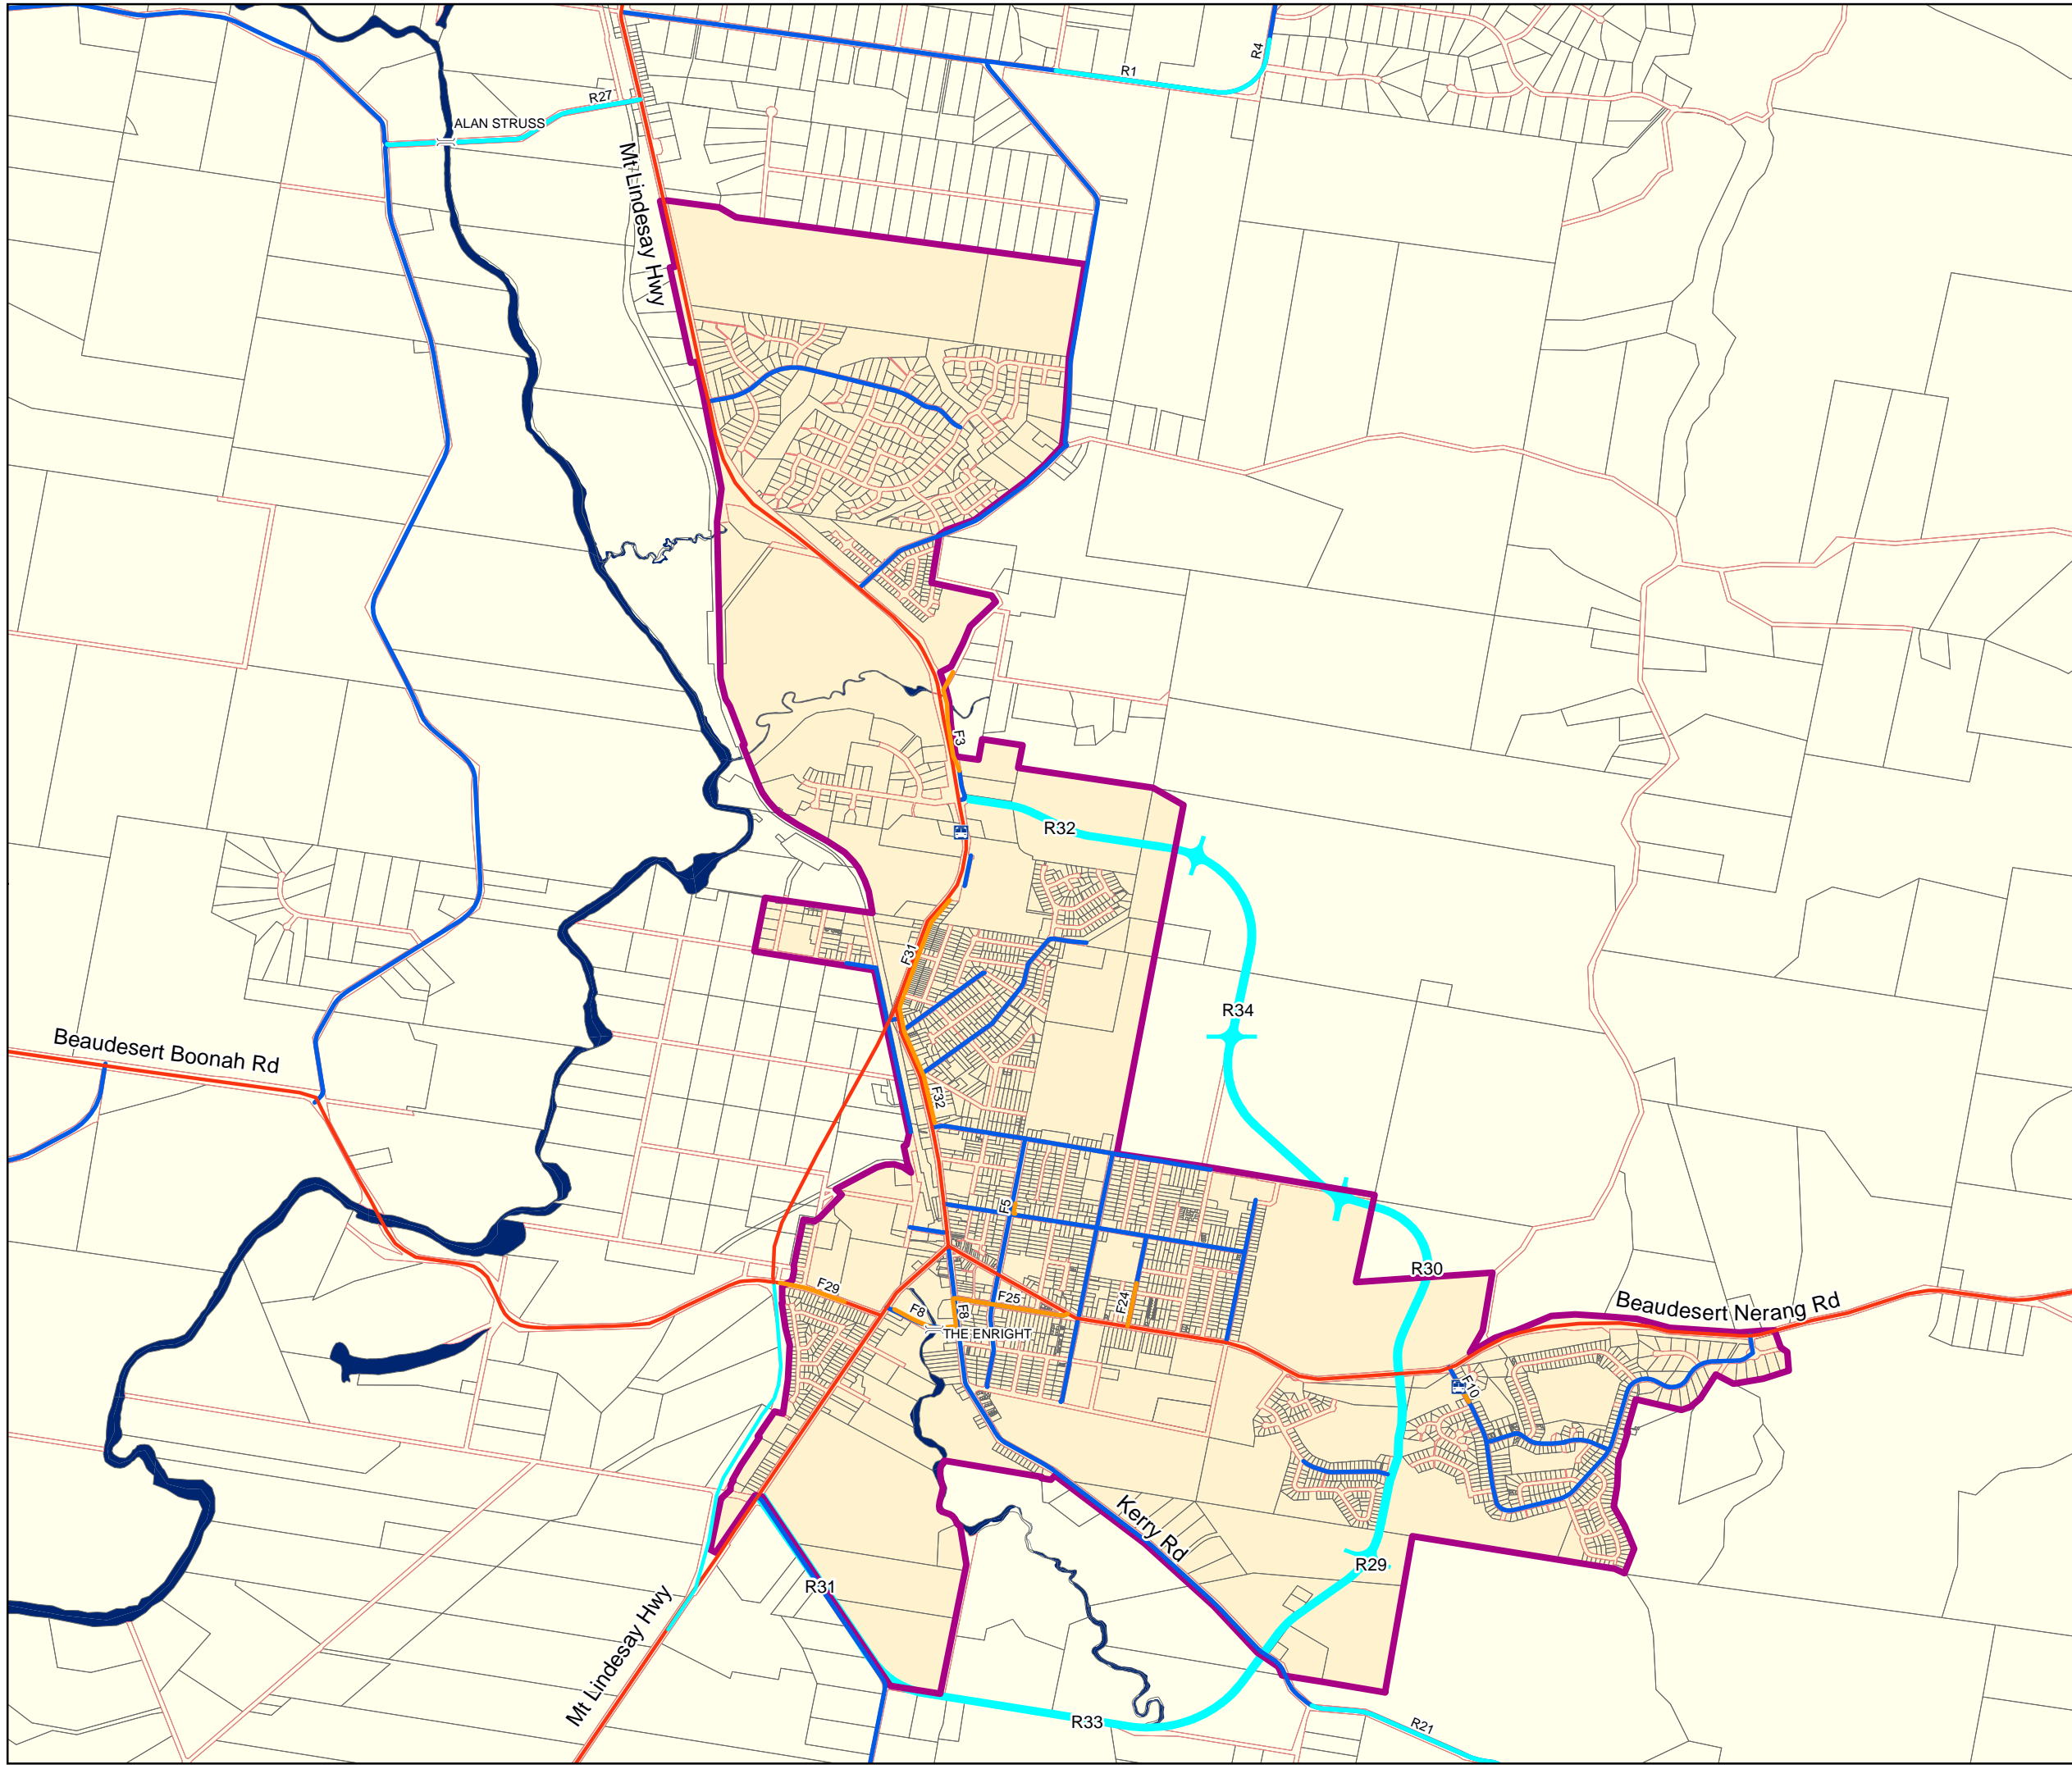 R4
R1
R27
ALAN STRUSS
Mt Lindesay Hwy
F3
R32
F31
R34
Beaudesert Boonah Rd
F32
F5
R30
F29
F25
F24
F8
F8
Beaudesert Nerang Rd
THE ENRIGHT
F10
Kerry Rd
R29
R31
Mt Lindesay Hwy
R33
R21